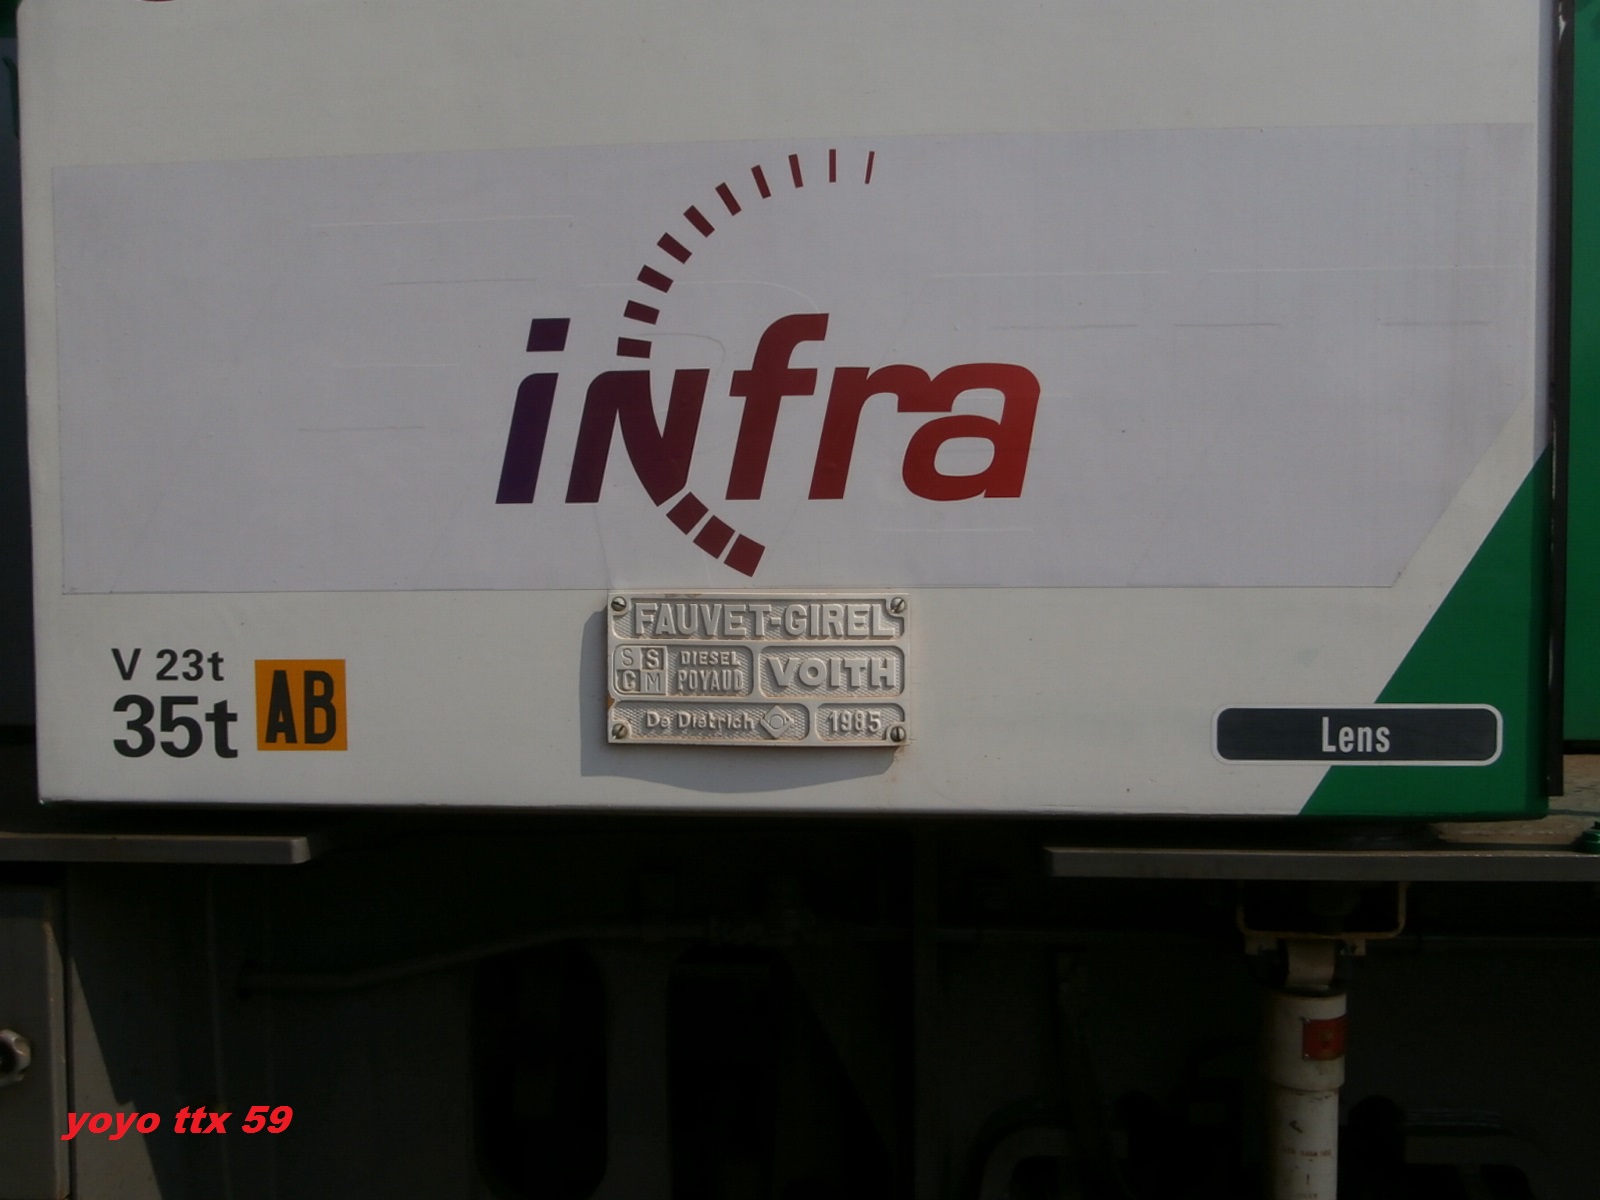 infra
FAUVET-GIREL
SSCM DIESEL POYAUD VOITH
De Dietrich 1985
V 23t
35t AB
Lens
yoyo ttx 59